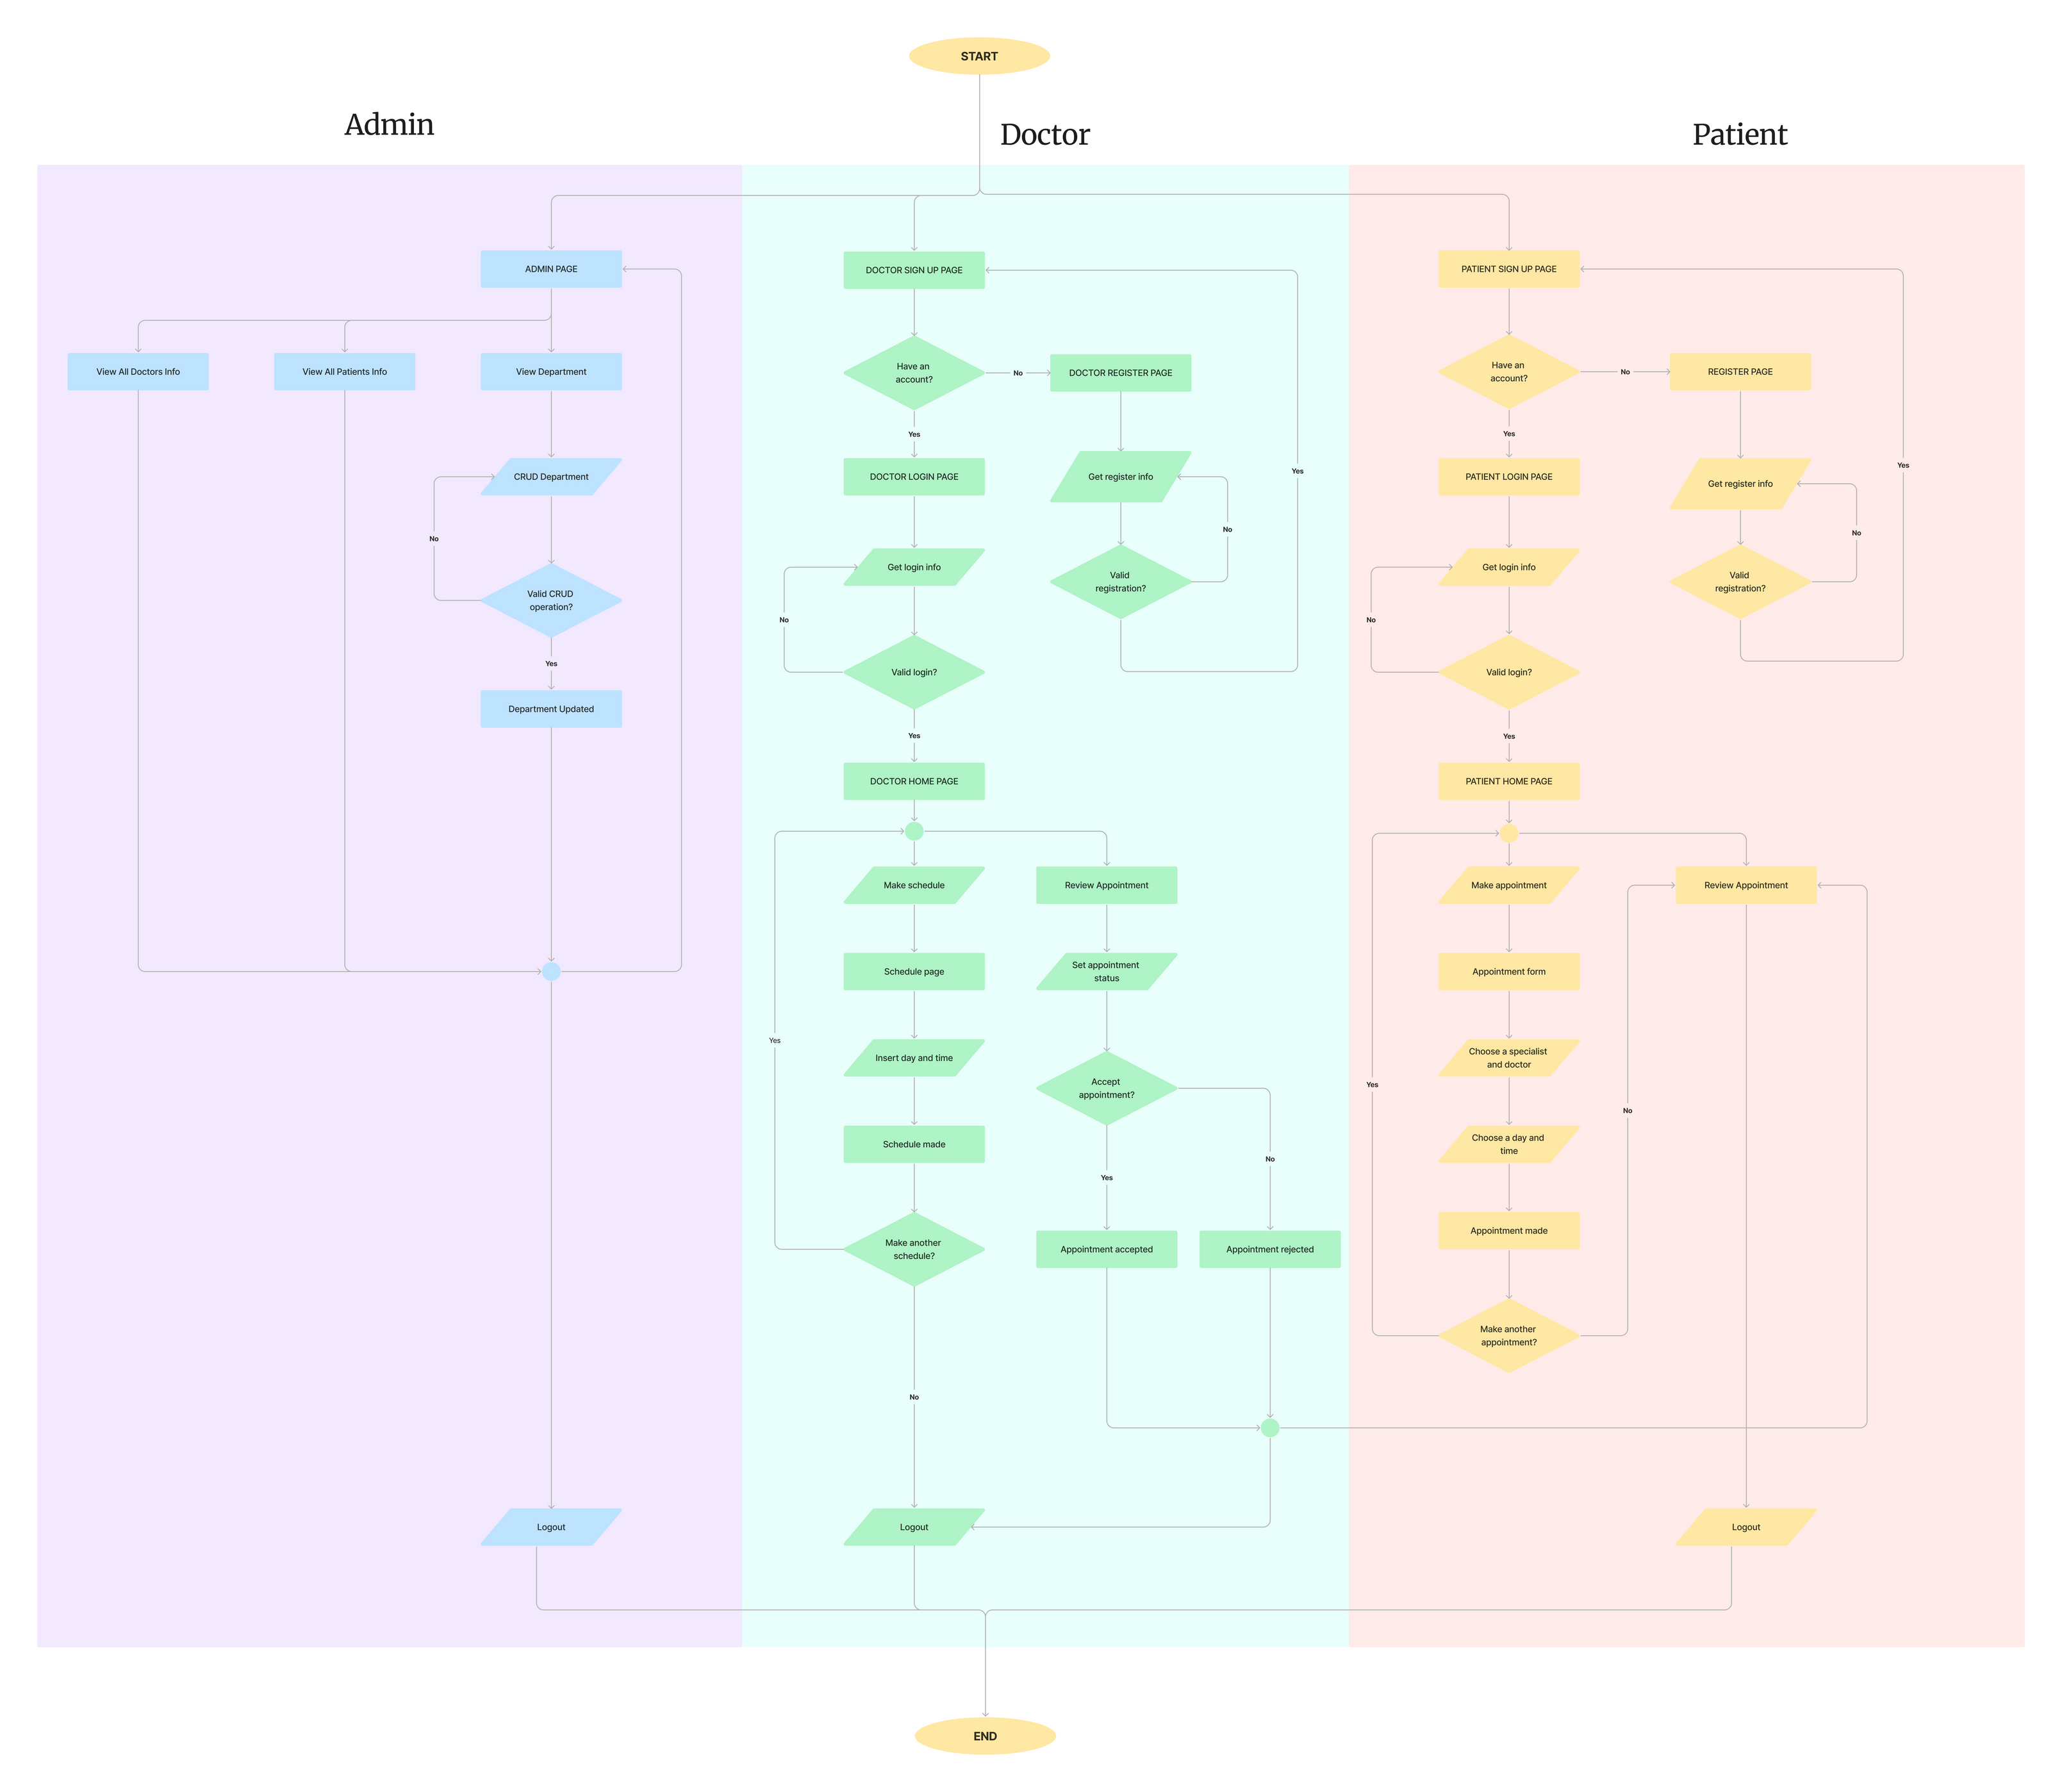 START
Admin
Doctor
Patient
ADMIN PAGE
View All Doctors Info
View All Patients Info
View Department
CRUD Department
No
Valid CRUD
operation?
Yes
Department Updated
Logout
DOCTOR SIGN UP PAGE
Have an
account?
No
DOCTOR REGISTER PAGE
Yes
DOCTOR LOGIN PAGE
Get register info
Yes
No
Get login info
Valid
registration?
No
Valid login?
Yes
DOCTOR HOME PAGE
Make schedule
Review Appointment
Schedule page
Set appointment
status
Yes
Insert day and time
Accept
appointment?
Schedule made
No
Yes
Make another
schedule?
Appointment accepted
Appointment rejected
No
Logout
PATIENT SIGN UP PAGE
Have an
account?
No
REGISTER PAGE
Yes
Yes
PATIENT LOGIN PAGE
Get register info
No
Get login info
Valid
registration?
No
Valid login?
Yes
PATIENT HOME PAGE
Make appointment
Review Appointment
Appointment form
Choose a specialist
and doctor
Yes
No
Choose a day and
time
Appointment made
Make another
appointment?
Logout
END